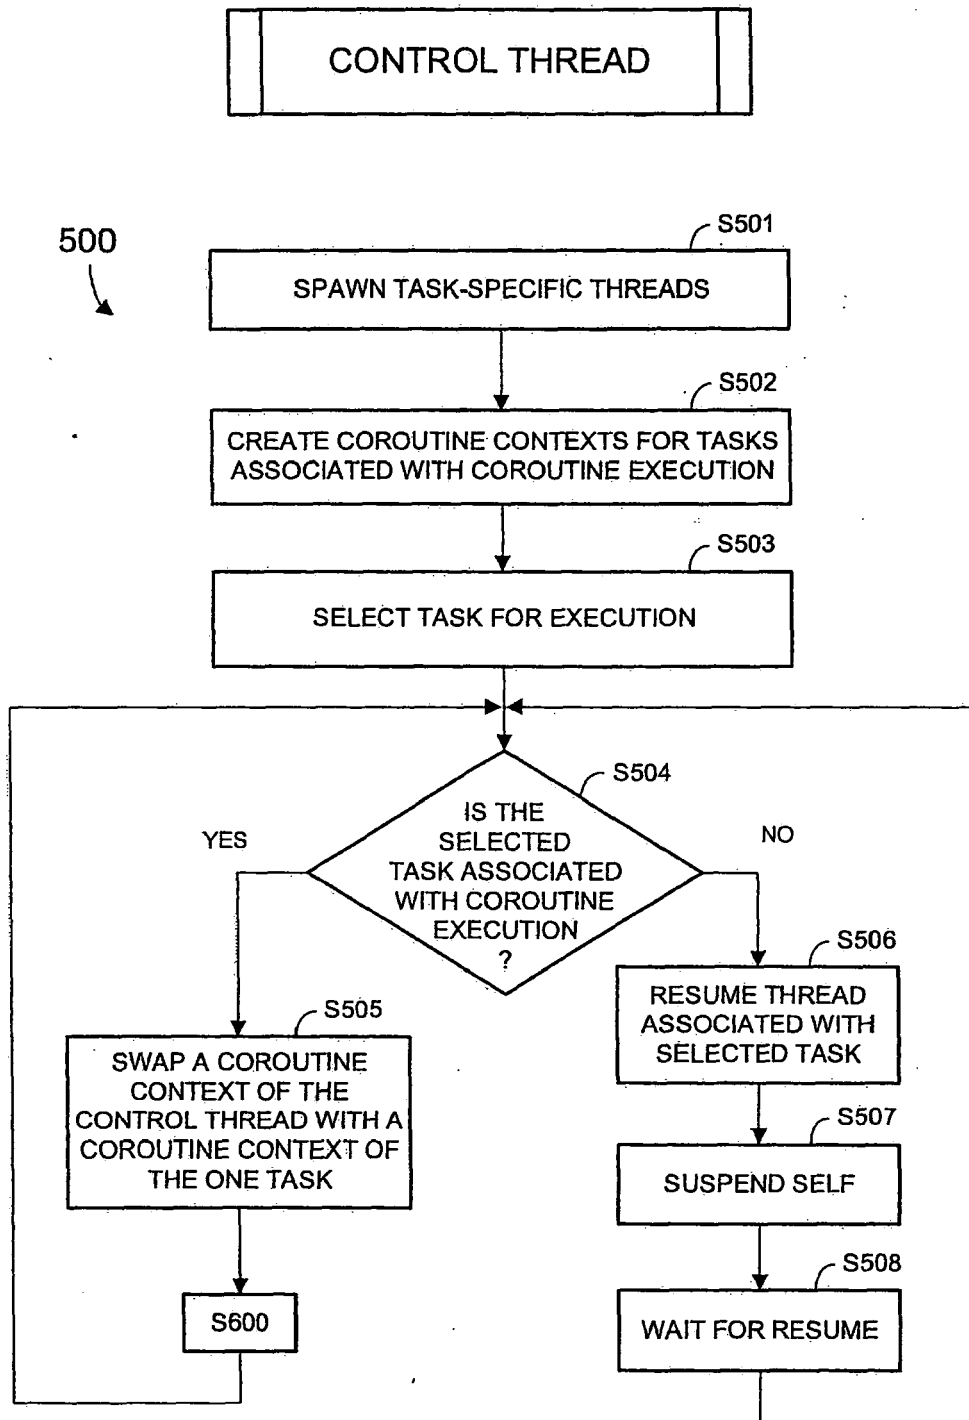 CONTROL THREAD
500
S501
SPAWN TASK-SPECIFIC THREADS
S502
CREATE COROUTINE CONTEXTS FOR TASKS
ASSOCIATED WITH COROUTINE EXECUTION
S503
SELECT TASK FOR EXECUTION
S504
IS THE
SELECTED
TASK ASSOCIATED
WITH COROUTINE
EXECUTION
?
YES
NO
S505
SWAP A COROUTINE
CONTEXT OF THE
CONTROL THREAD WITH A
COROUTINE CONTEXT OF
THE ONE TASK
S600
S506
RESUME THREAD
ASSOCIATED WITH
SELECTED TASK
S507
SUSPEND SELF
S508
WAIT FOR RESUME